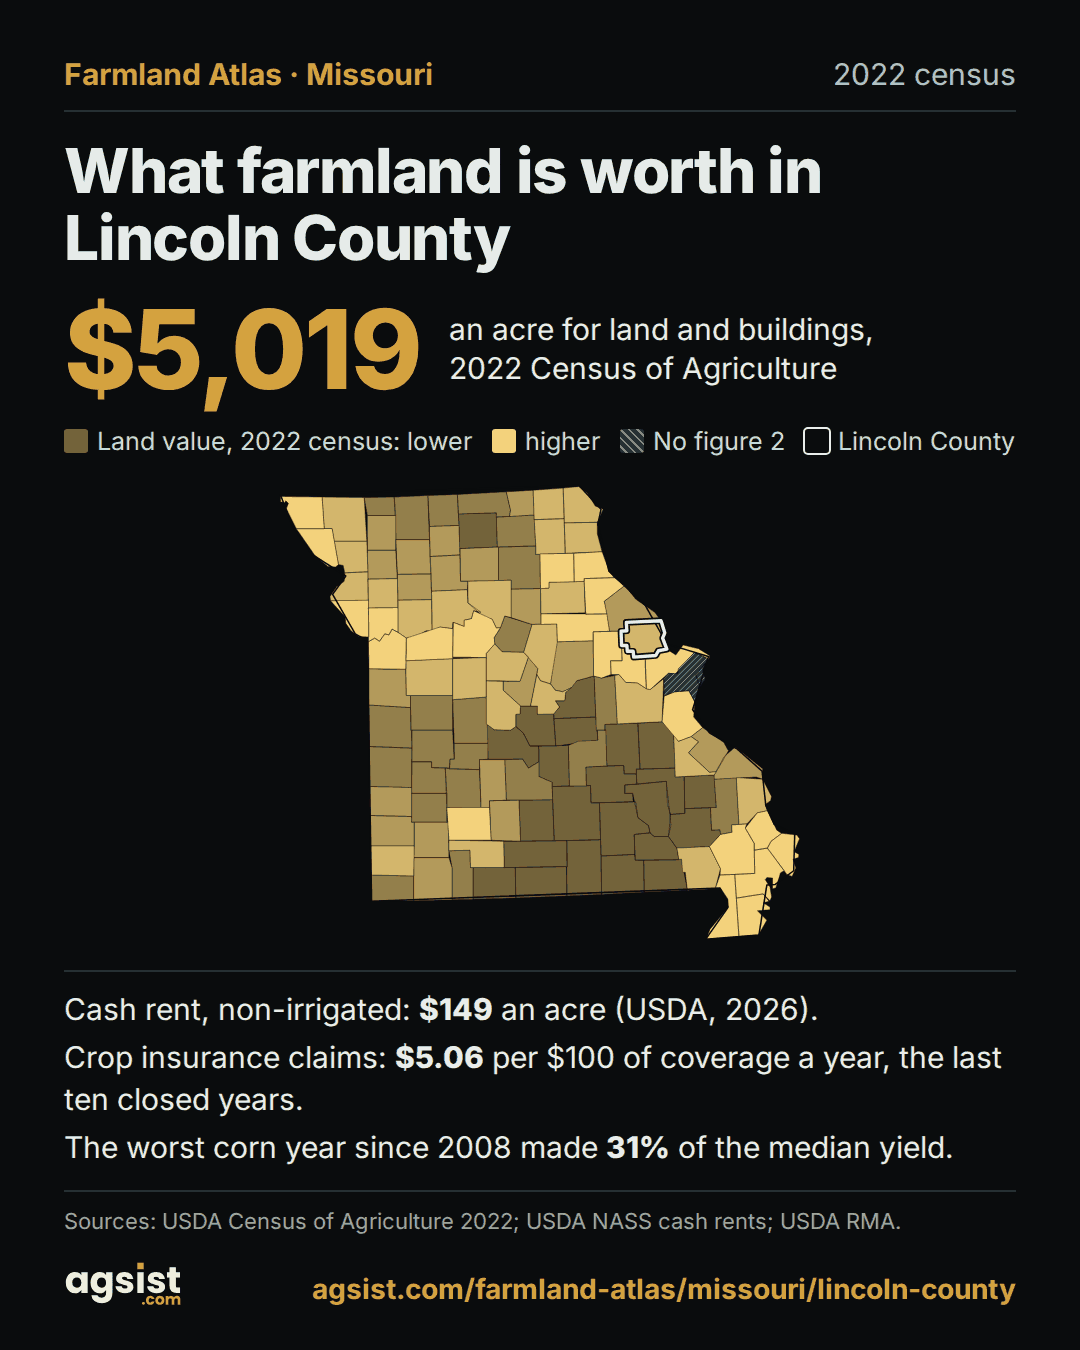 Farmland Atlas · Missouri
2022 census
What farmland is worth in
Lincoln County
$5,019
an acre for land and buildings,
2022 Census of Agriculture
Land value, 2022 census: lower
higher
No figure 2
Lincoln County
Cash rent, non-irrigated: $149 an acre (USDA, 2026).
Crop insurance claims: $5.06 per $100 of coverage a year, the last
ten closed years.
The worst corn year since 2008 made 31% of the median yield.
Sources: USDA Census of Agriculture 2022; USDA NASS cash rents; USDA RMA.
agsist
.com
agsist.com/farmland-atlas/missouri/lincoln-county